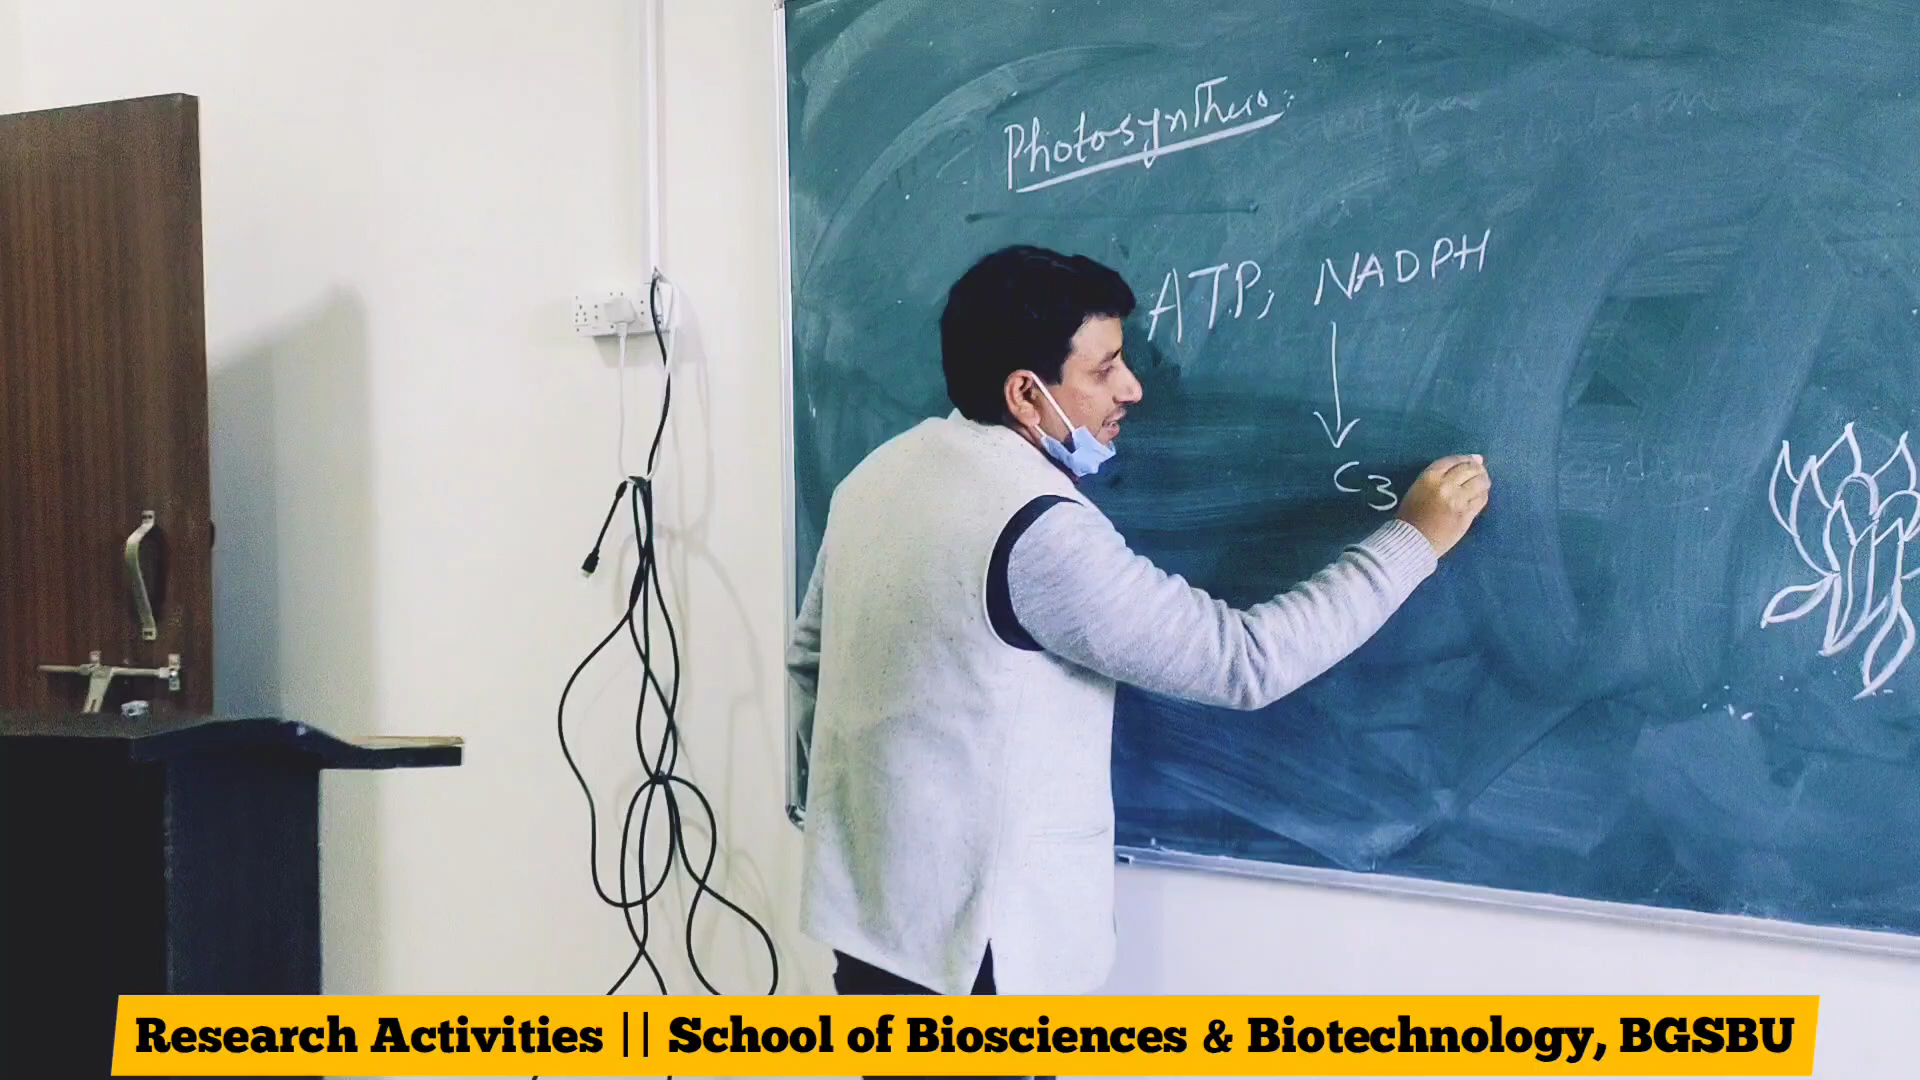 Photosynthesis:
ATP, NADPH
C3
Research Activities || School of Biosciences & Biotechnology, BGSBU